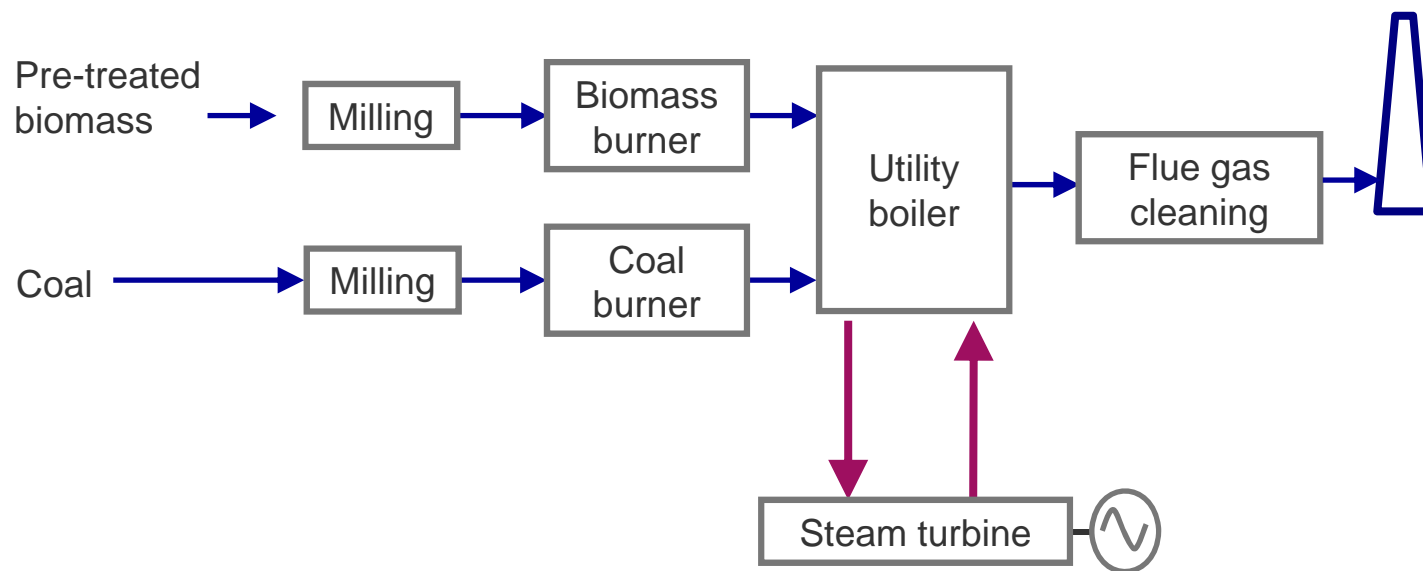 Pre-treated
biomass
Milling
Biomass
burner
Utility
boiler
Flue gas
cleaning
Coal
Milling
Coal
burner
Steam turbine